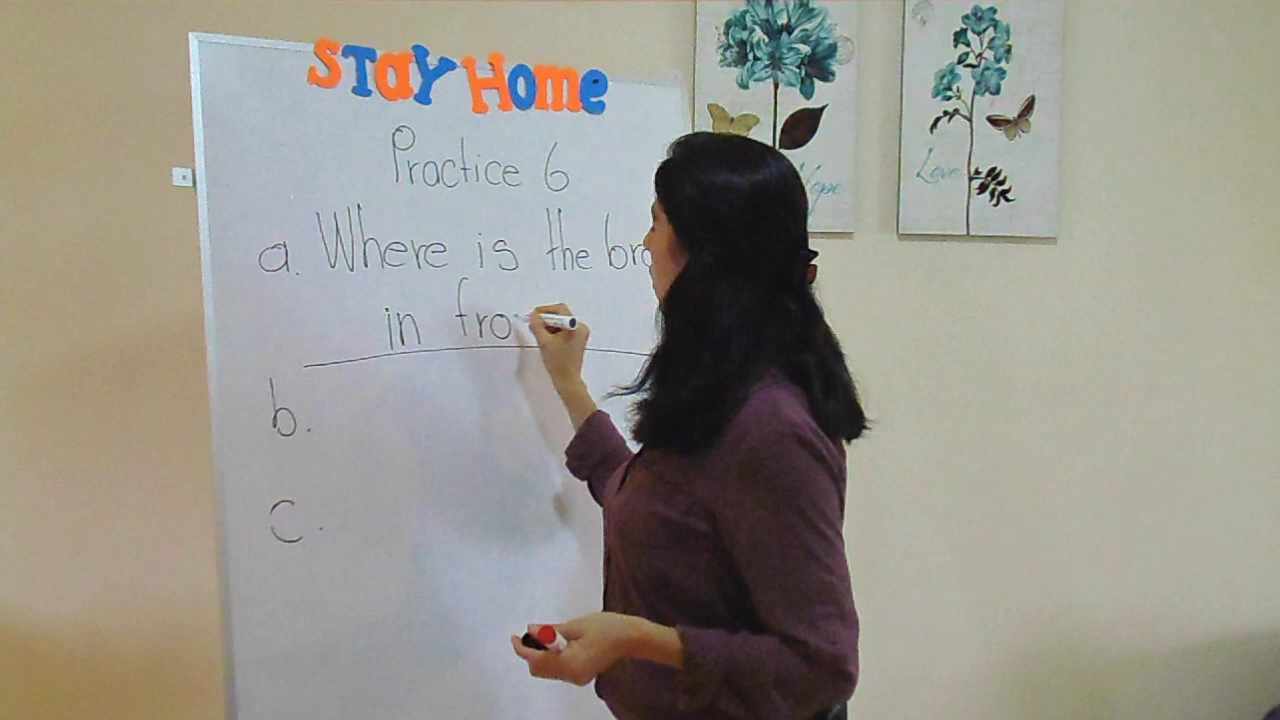 STaY Home
Practice 6
a. Where is the bro
in fro
b.
c.
Love